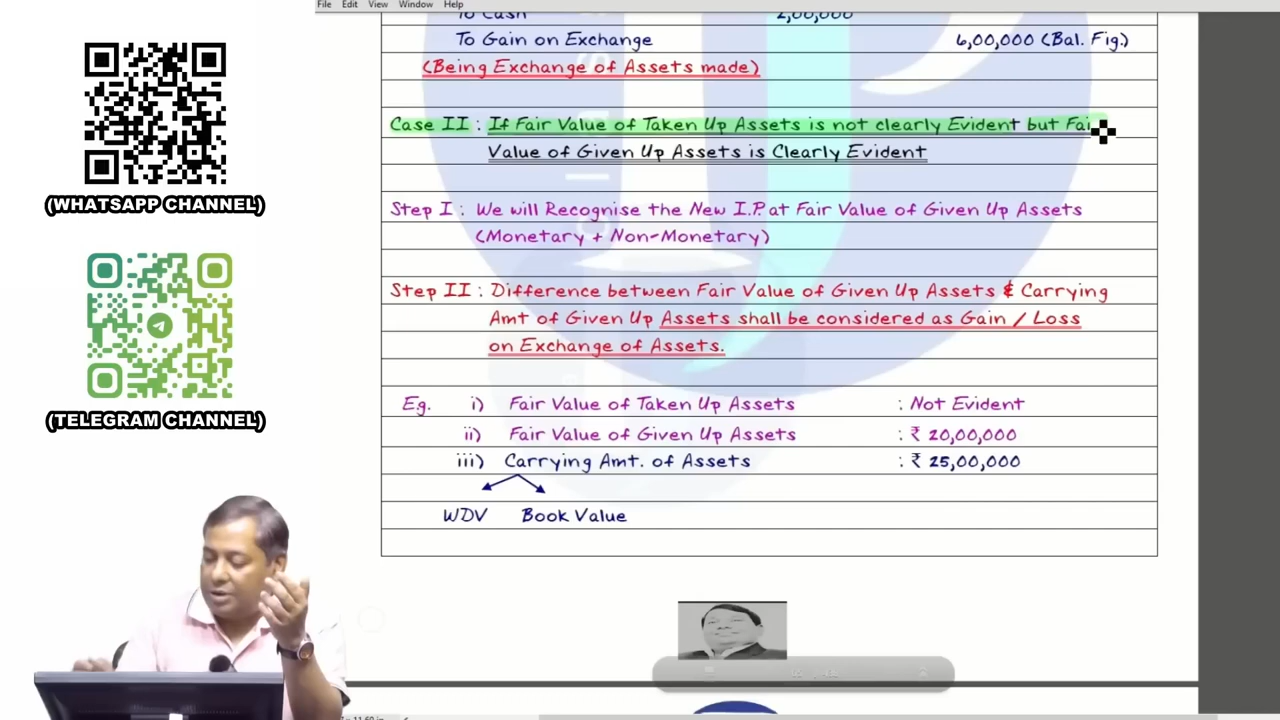 File Edit View Window Help
To Cash 2,00,000
To Gain on Exchange 6,00,000 (Bal. Fig.)
(Being Exchange of Assets made)
Case II : If Fair Value of Taken Up Assets is not clearly Evident but Fai
Value of Given Up Assets is Clearly Evident
Step I : We will Recognise the New I.P. at Fair Value of Given Up Assets
(Monetary + Non-Monetary)
Step II : Difference between Fair Value of Given Up Assets & Carrying
Amt of Given Up Assets shall be considered as Gain / Loss
on Exchange of Assets.
Eg. i) Fair Value of Taken Up Assets : Not Evident
ii) Fair Value of Given Up Assets : ₹ 20,00,000
iii) Carrying Amt. of Assets : ₹ 25,00,000
WDV Book Value
(WHATSAPP CHANNEL)
(TELEGRAM CHANNEL)